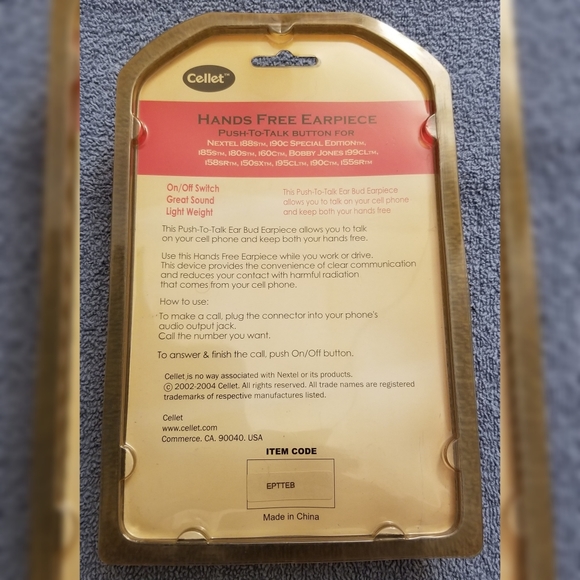 Cellet™
HANDS FREE EARPIECE
PUSH-TO-TALK BUTTON FOR
NEXTEL i88STM, i90C SPECIAL EDITIONTM,
i85STM, i80STM, i60CTM, BOBBY JONES i99CLTM,
i58SRTM, i50SXTM, i95CLTM, i90CTM, i55SRTM
On/Off Switch
Great Sound
Light Weight
This Push-To-Talk Ear Bud Earpiece
allows you to talk on your cell phone
and keep both your hands free
This Push-To-Talk Ear Bud Earpiece allows you to talk
on your cell phone and keep both your hands free.
Use this Hands Free Earpiece while you work or drive.
This device provides the convenience of clear communication
and reduces your contact with harmful radiation
that comes from your cell phone.
How to use:
To make a call, plug the connector into your phone's
audio output jack.
Call the number you want.
To answer & finish the call, push On/Off button.
Cellet is no way associated with Nextel or its products.
© 2002-2004 Cellet. All rights reserved. All trade names are registered
trademarks of respective manufactures listed.
Cellet
www.cellet.com
Commerce. CA. 90040. USA
ITEM CODE
EPTTEB
Made in China